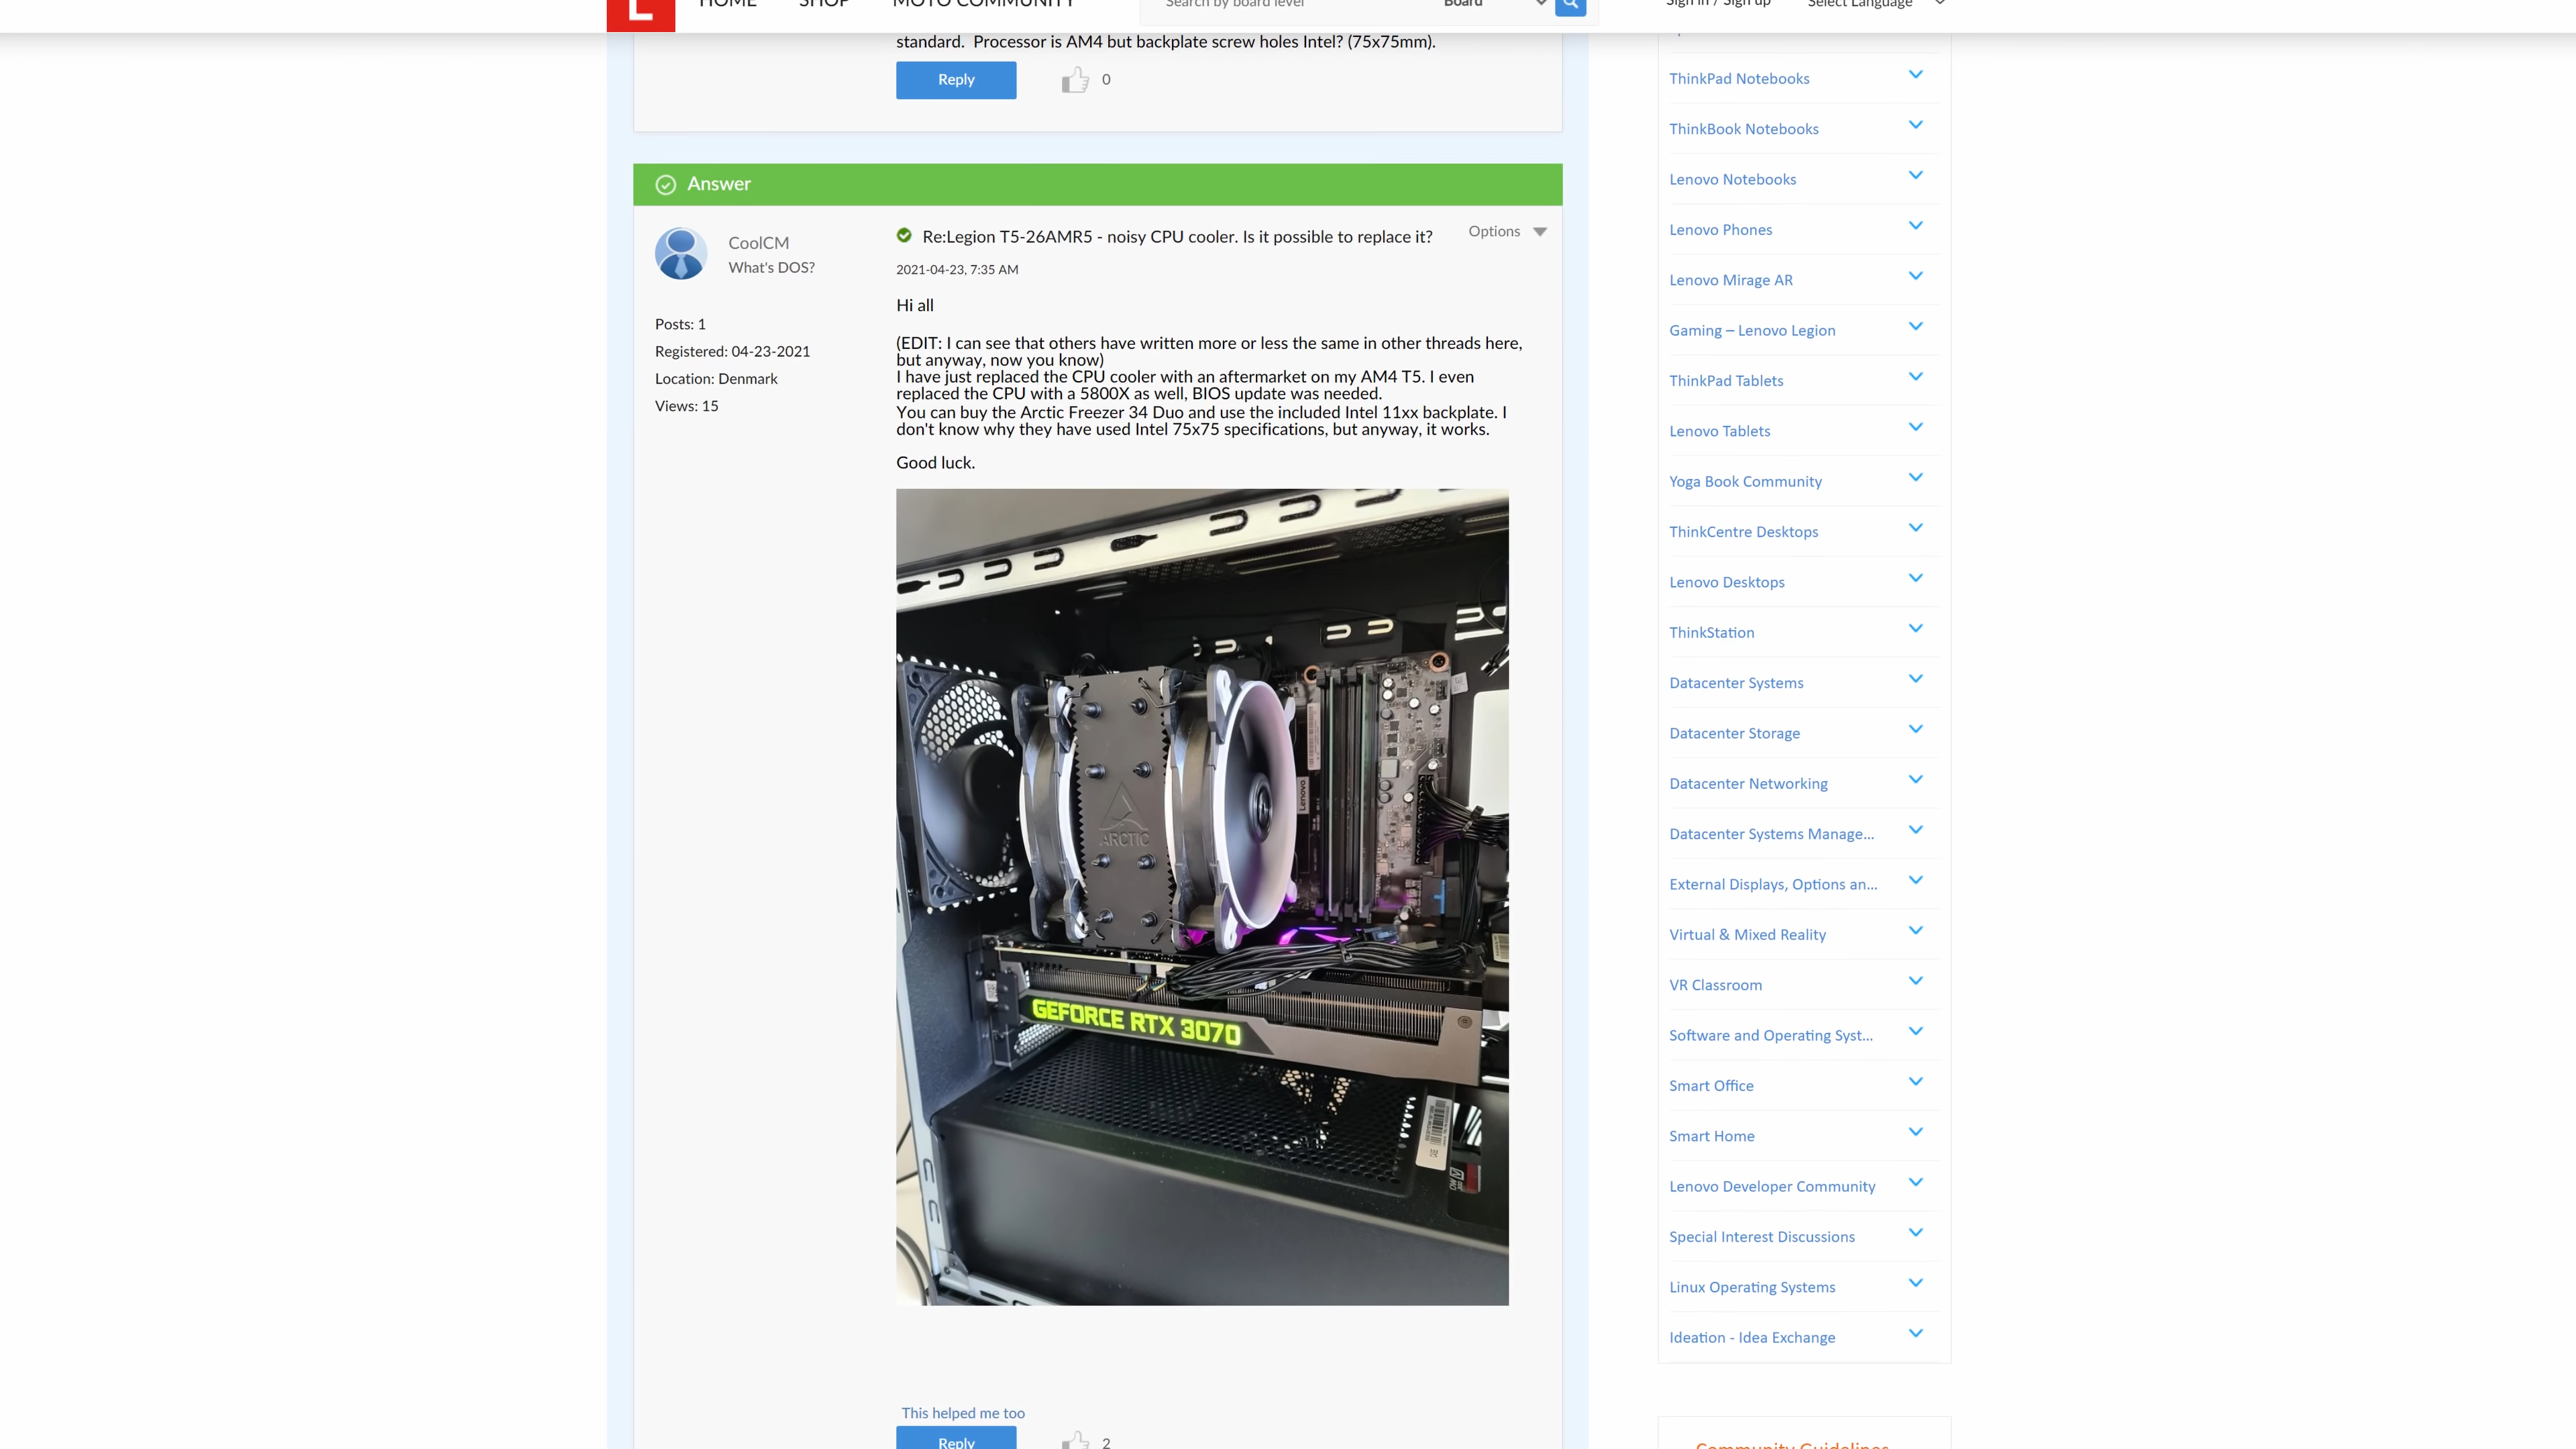 HOME SHOP MOTO COMMUNITY Search by board level Board Sign in / Sign up Select Language
standard. Processor is AM4 but backplate screw holes Intel? (75x75mm).
Reply 0
Answer
CoolCM
What's DOS?
Posts: 1
Registered: 04-23-2021
Location: Denmark
Views: 15
Re:Legion T5-26AMR5 - noisy CPU cooler. Is it possible to replace it?
Options
2021-04-23, 7:35 AM
Hi all
(EDIT: I can see that others have written more or less the same in other threads here,
but anyway, now you know)
I have just replaced the CPU cooler with an aftermarket on my AM4 T5. I even
replaced the CPU with a 5800X as well, BIOS update was needed.
You can buy the Arctic Freezer 34 Duo and use the included Intel 11xx backplate. I
don't know why they have used Intel 75x75 specifications, but anyway, it works.
Good luck.
Lenovo
ARCTIC
GEFORCE RTX 3070
This helped me too
Reply 2
ThinkPad Notebooks
ThinkBook Notebooks
Lenovo Notebooks
Lenovo Phones
Lenovo Mirage AR
Gaming – Lenovo Legion
ThinkPad Tablets
Lenovo Tablets
Yoga Book Community
ThinkCentre Desktops
Lenovo Desktops
ThinkStation
Datacenter Systems
Datacenter Storage
Datacenter Networking
Datacenter Systems Manage...
External Displays, Options an...
Virtual & Mixed Reality
VR Classroom
Software and Operating Syst...
Smart Office
Smart Home
Lenovo Developer Community
Special Interest Discussions
Linux Operating Systems
Ideation - Idea Exchange
Community Guidelines